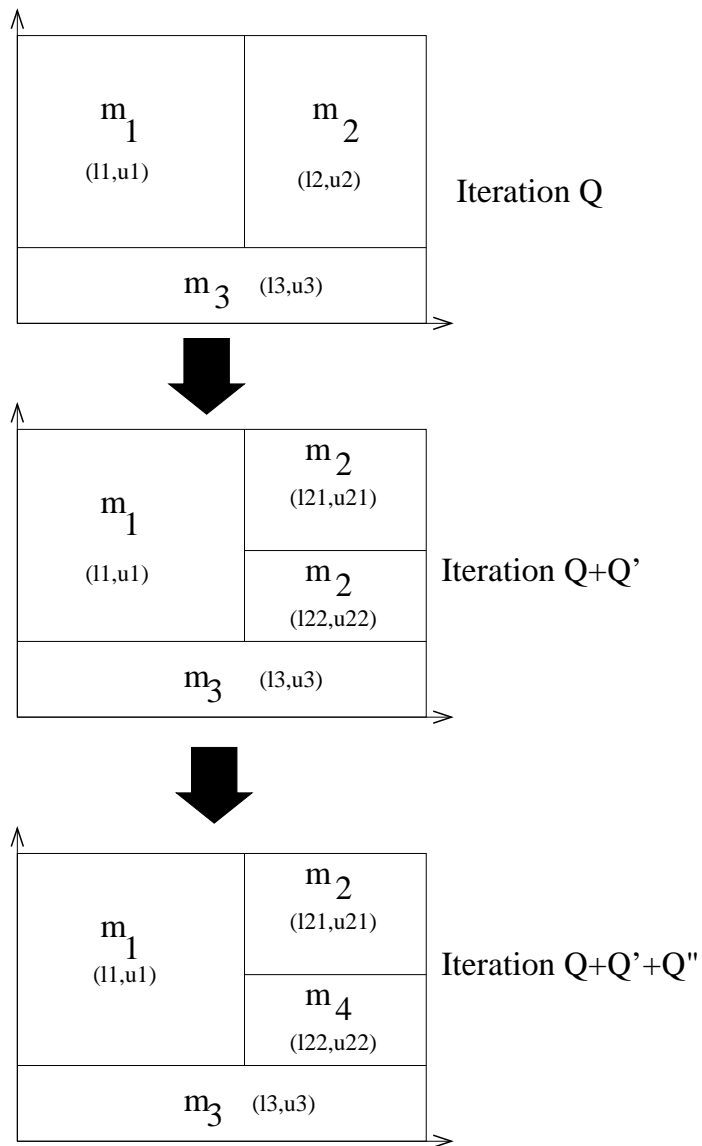 m1 m2
(l1,u1) (l2,u2)
Iteration Q
m3 (l3,u3)
m2
(l21,u21)
m1
(l1,u1) m2 Iteration Q+Q’
(l22,u22)
m3 (l3,u3)
m2
(l21,u21)
m1
(l1,u1) Iteration Q+Q’+Q"
m4
(l22,u22)
m3 (l3,u3)